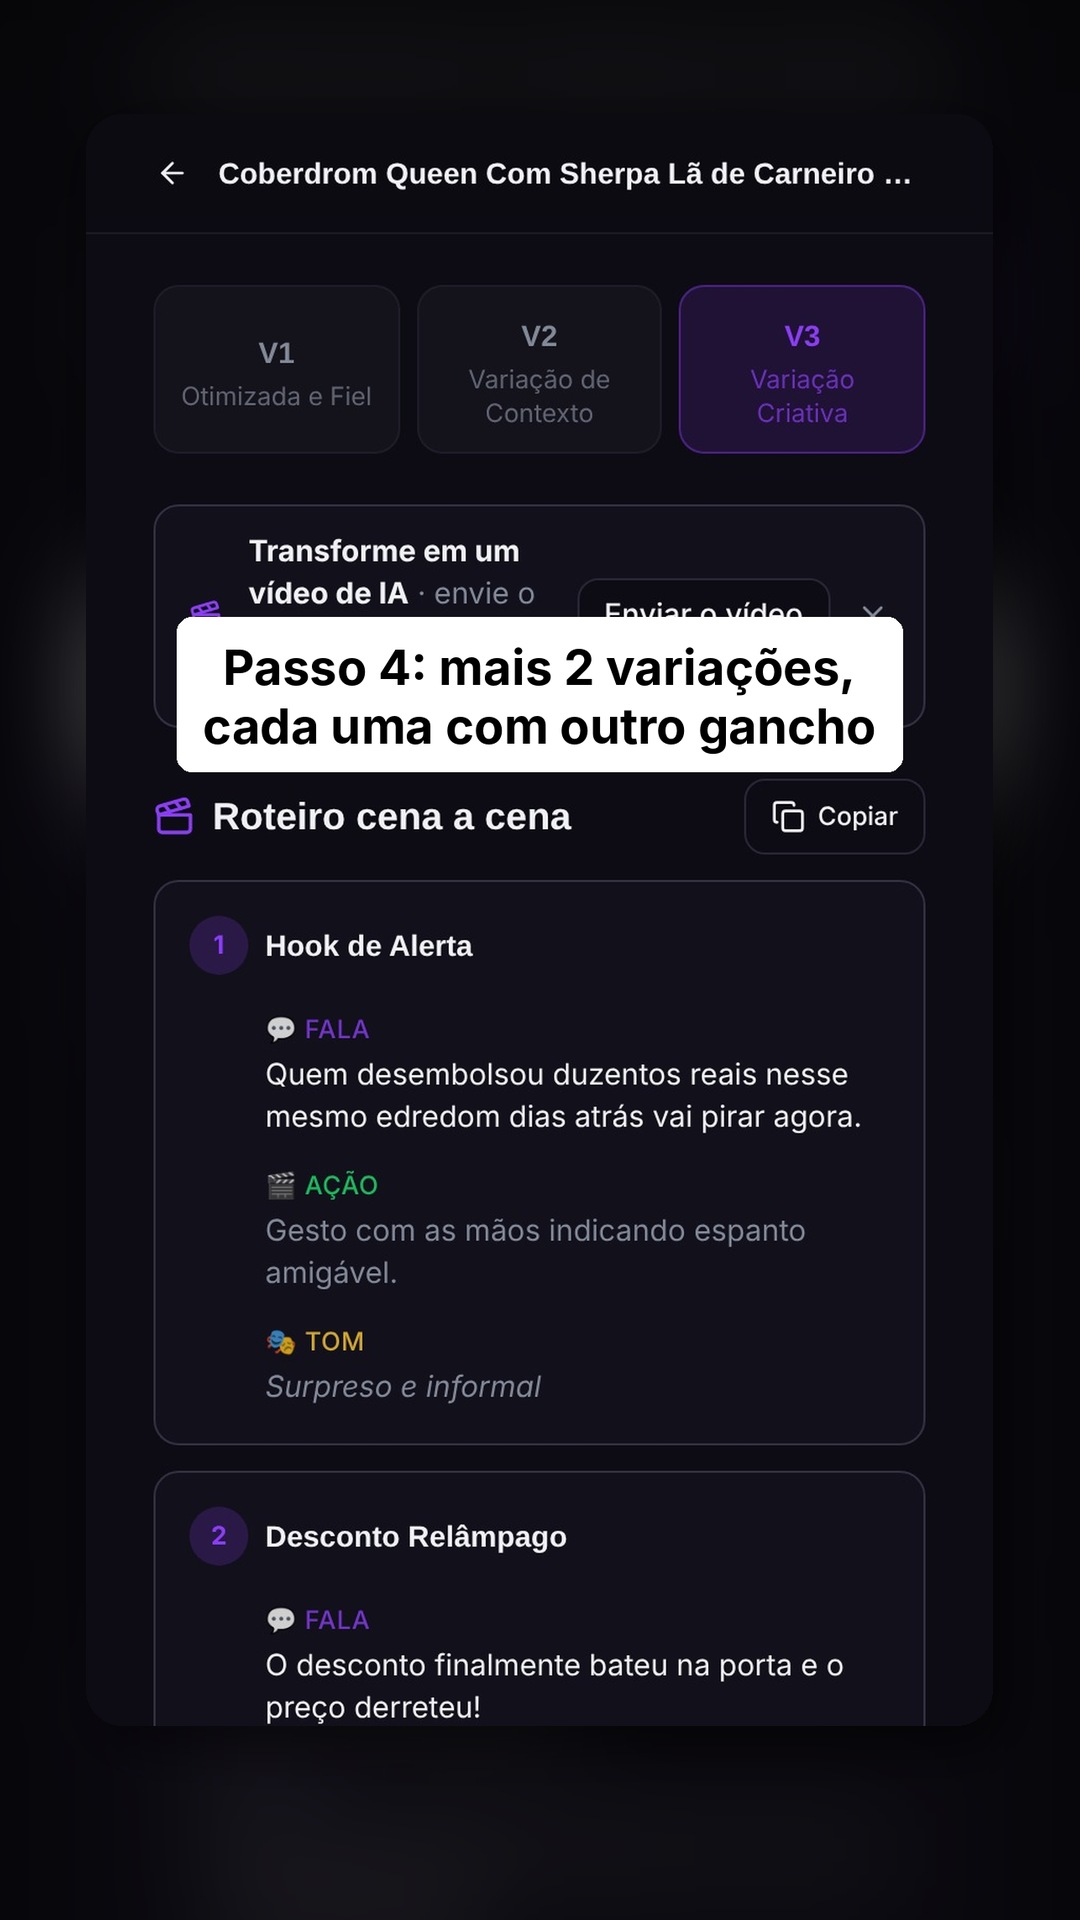 Coberdrom Queen Com Sherpa Lã de Carneiro ...
V1
Otimizada e Fiel
V2
Variação de
Contexto
V3
Variação
Criativa
Transforme em um
vídeo de IA · envie o
Enviar o vídeo
Passo 4: mais 2 variações,
cada uma com outro gancho
Roteiro cena a cena
Copiar
1
Hook de Alerta
💬 FALA
Quem desembolsou duzentos reais nesse
mesmo edredom dias atrás vai pirar agora.
🎬 AÇÃO
Gesto com as mãos indicando espanto
amigável.
🎭 TOM
Surpreso e informal
2
Desconto Relâmpago
💬 FALA
O desconto finalmente bateu na porta e o
preço derreteu!